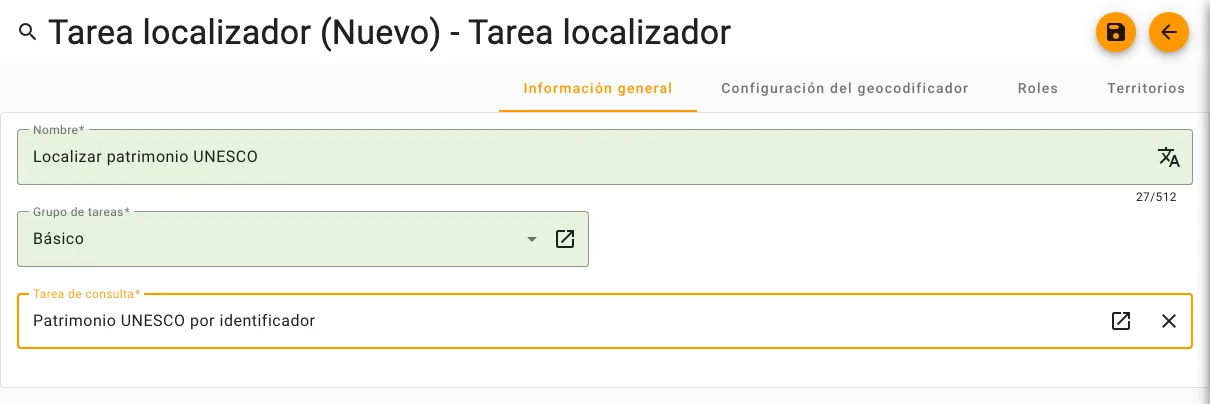 Tarea localizador (Nuevo) - Tarea localizador
Información general Configuración del geocodificador Roles Territorios
Nombre*
Localizar patrimonio UNESCO
27/512
Grupo de tareas*
Básico
Tarea de consulta*
Patrimonio UNESCO por identificador